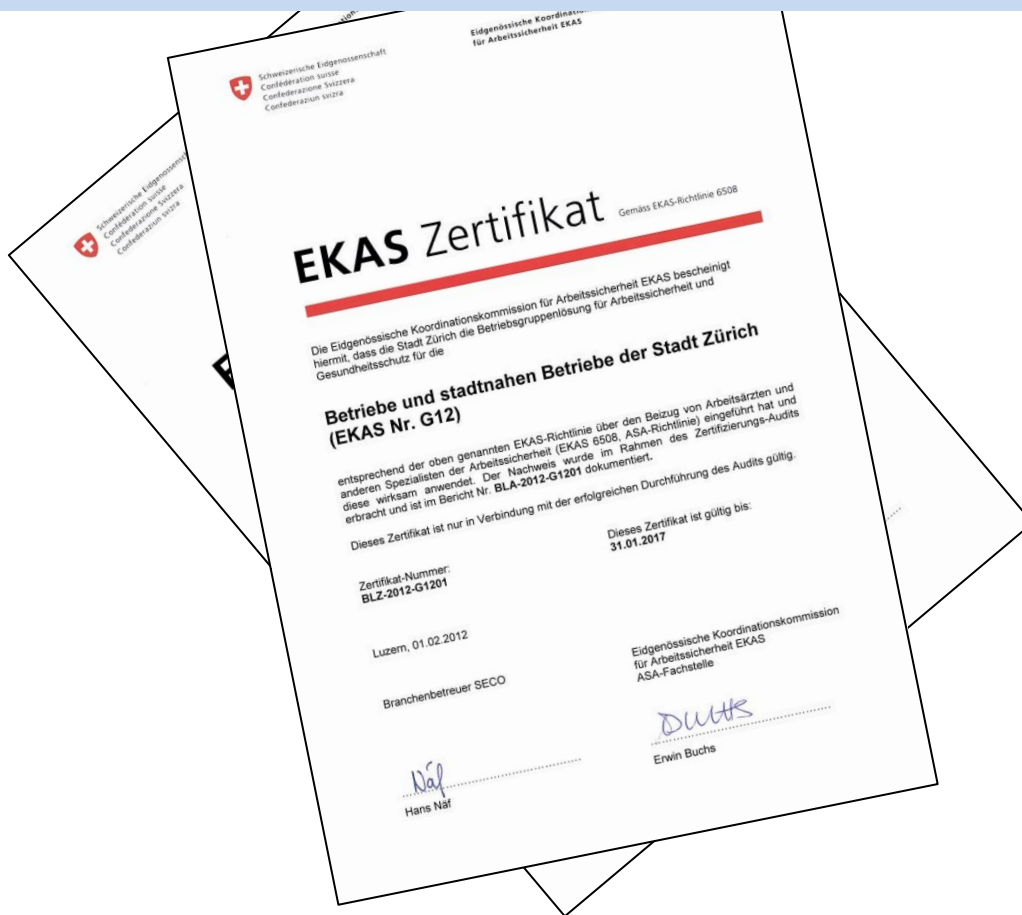 Schweizerische Eidgenossenschaft
Confédération suisse
Confederazione Svizzera
Confederaziun svizra
Eidgenössische
für Arbeitssicherheit EKAS
Schweizerische
Confédération suisse
Confederazione Svizzera
Confederaziun svizra
EKAS Zertifikat
Gemäss EKAS-Richtlinie 6508
Die Eidgenössische Koordinationskommission für Arbeitssicherheit EKAS bescheinigt
hiermit, dass die Stadt Zürich die Betriebsgruppenlösung für Arbeitssicherheit und
Gesundheitsschutz für die
Betriebe und stadtnahen Betriebe der Stadt Zürich
(EKAS Nr. G12)
entsprechend der oben genannten EKAS-Richtlinie über den Beizug von Arbeitsärzten und
anderen Spezialisten der Arbeitssicherheit (EKAS 6508, ASA-Richtlinie) eingeführt hat und
diese wirksam anwendet. Der Nachweis wurde im Rahmen des Zertifizierungs-Audits
erbracht und ist im Bericht Nr. BLA-2012-G1201 dokumentiert.
Dieses Zertifikat ist nur in Verbindung mit der erfolgreichen Durchführung des Audits gültig.
Dieses Zertifikat ist gültig bis:
31.01.2017
Zertifikat-Nummer:
BLZ-2012-G1201
Luzern, 01.02.2012
Eidgenössische Koordinationskommission
für Arbeitssicherheit EKAS
ASA-Fachstelle
Branchenbetreuer SECO
Näf
Hans Näf
Erwin Buchs